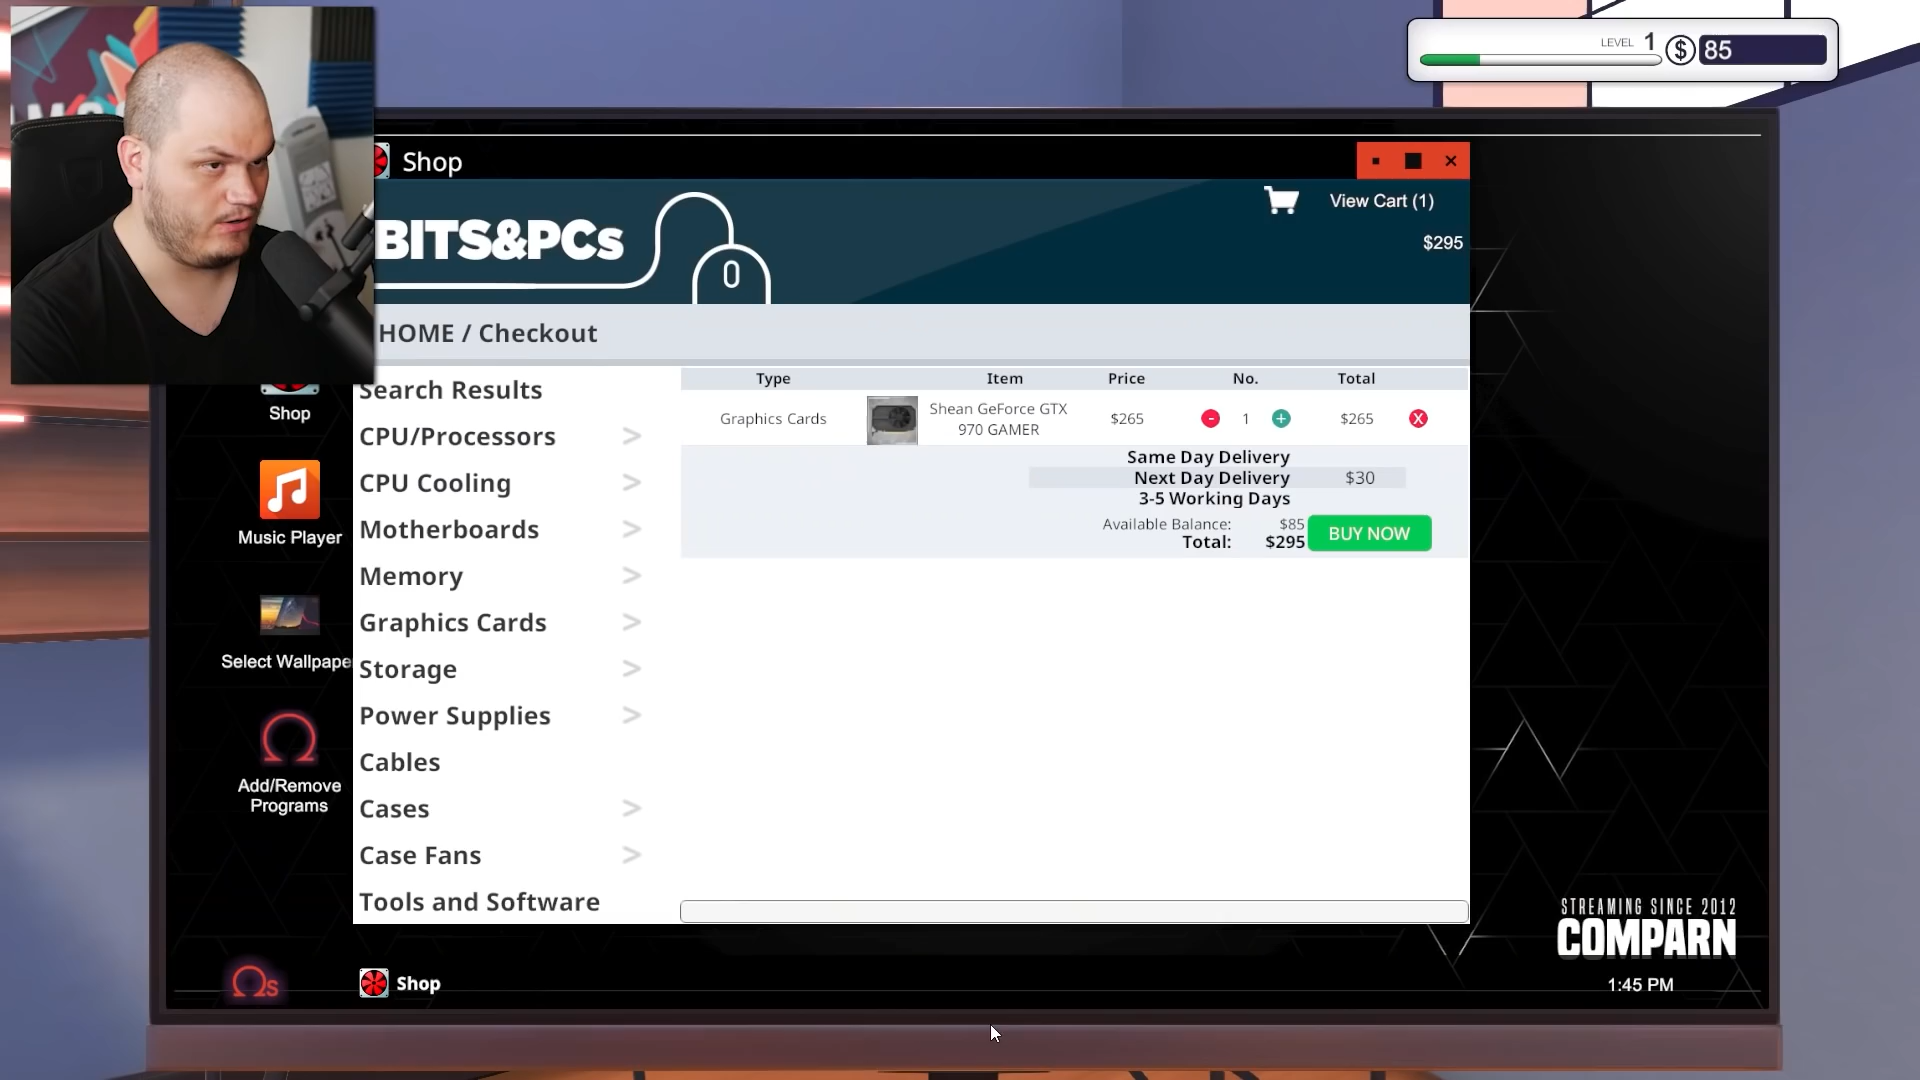 LEVEL 1 $ 85
Shop
View Cart (1)
$295
BITS&PCs
HOME / Checkout
Search Results
CPU/Processors >
CPU Cooling >
Motherboards >
Memory >
Graphics Cards >
Storage >
Power Supplies >
Cables
Cases >
Case Fans >
Tools and Software
Type Item Price No. Total
Graphics Cards Shean GeForce GTX $265 - 1 + $265 X
970 GAMER
Same Day Delivery
Next Day Delivery $30
3-5 Working Days
Available Balance: $85
Total: $295
BUY NOW
Shop
Music Player
Select Wallpape
Add/Remove
Programs
STREAMING SINCE 2012
COMPARN
1:45 PM
Ωs
Shop